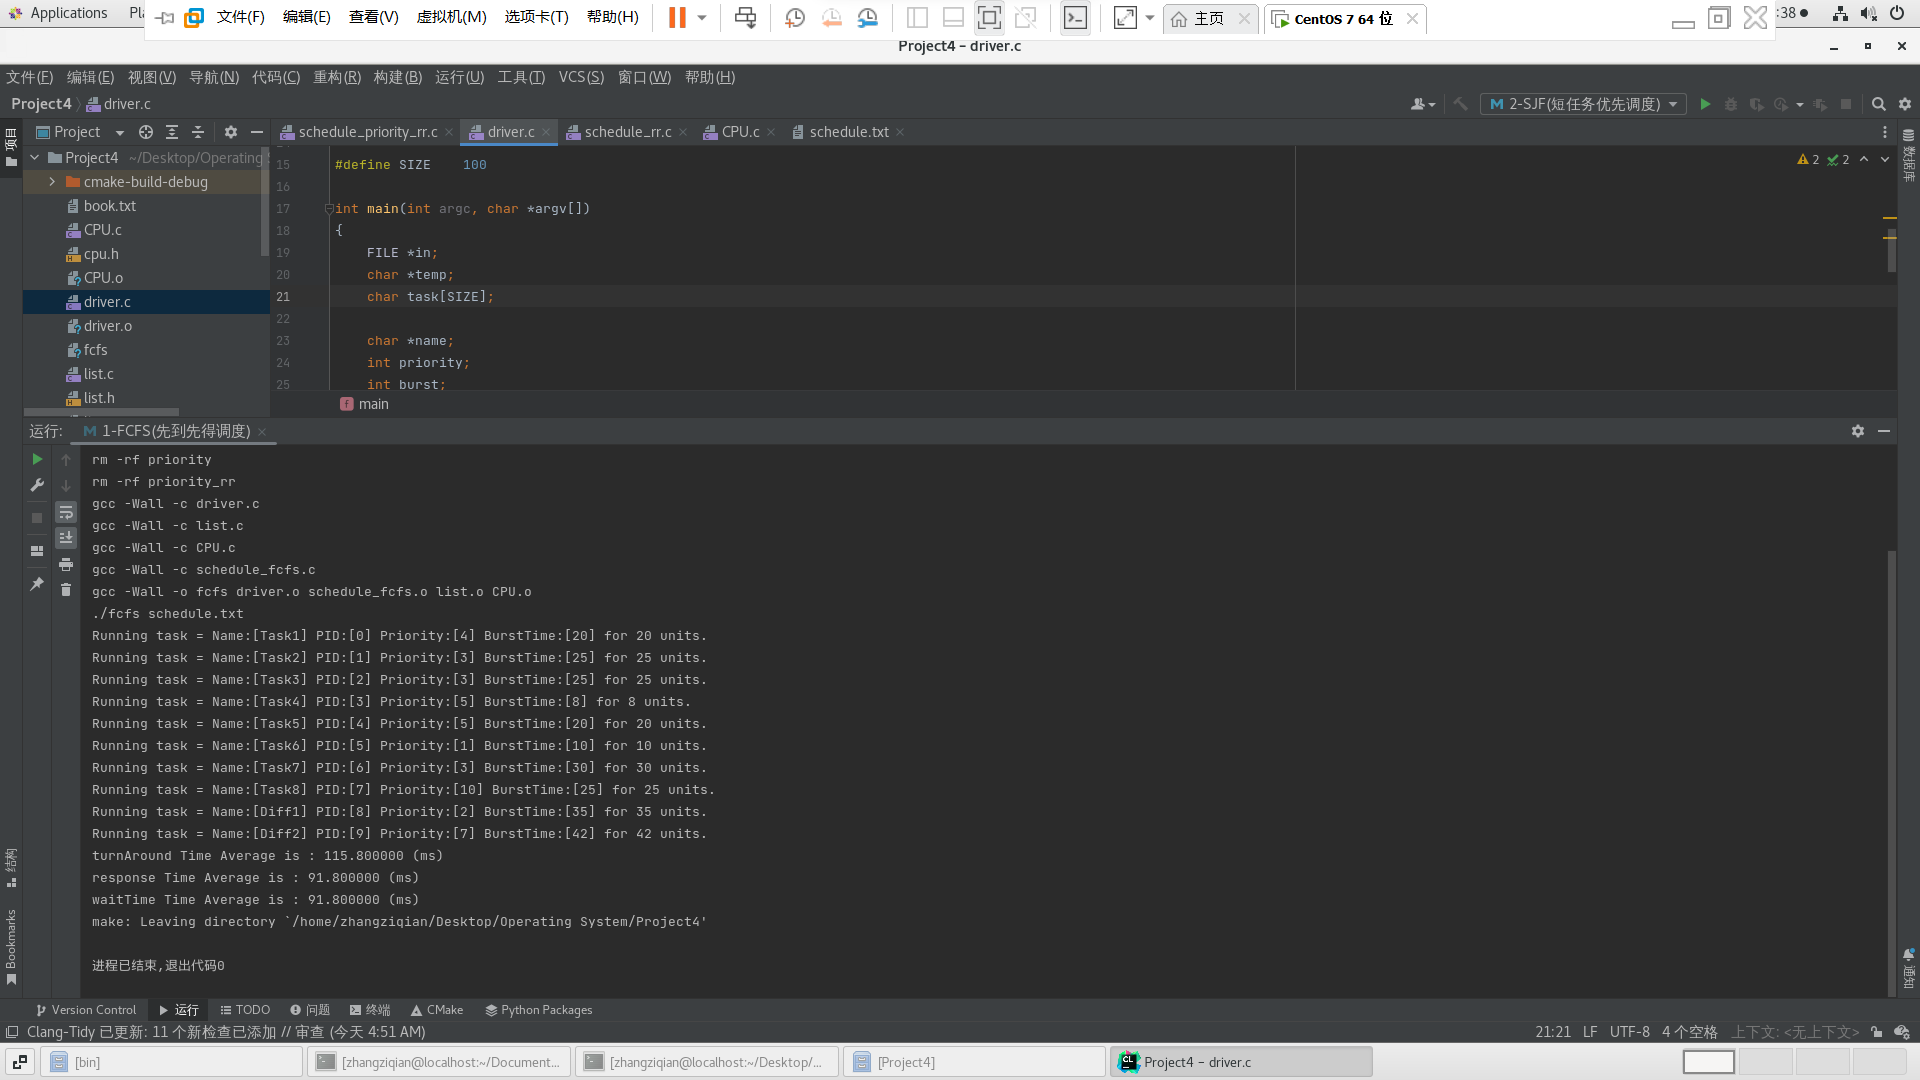 Applications
文件(F) 编辑(E) 查看(V) 虚拟机(M) 选项卡(T) 帮助(H) 主页 CentOS 7 64 位 :38
Project4 – driver.c
文件(F) 编辑(E) 视图(V) 导航(N) 代码(C) 重构(R) 构建(B) 运行(U) 工具(T) VCS(S) 窗口(W) 帮助(H)
Project4 driver.c 2-SJF(短任务优先调度)
项目 Project schedule_priority_rr.c driver.c schedule_rr.c CPU.c schedule.txt 数据库
Project4 ~/Desktop/Operating
cmake-build-debug
book.txt
CPU.c
cpu.h
CPU.o
driver.c
driver.o
fcfs
list.c
list.h
2 2
15 #define SIZE 100
16
17 int main(int argc, char *argv[])
18 {
19 FILE *in;
20 char *temp;
21 char task[SIZE];
22
23 char *name;
24 int priority;
25 int burst;
main
运行: 1-FCFS(先到先得调度)
rm -rf priority
rm -rf priority_rr
gcc -Wall -c driver.c
gcc -Wall -c list.c
gcc -Wall -c CPU.c
gcc -Wall -c schedule_fcfs.c
gcc -Wall -o fcfs driver.o schedule_fcfs.o list.o CPU.o
./fcfs schedule.txt
Running task = Name:[Task1] PID:[0] Priority:[4] BurstTime:[20] for 20 units.
Running task = Name:[Task2] PID:[1] Priority:[3] BurstTime:[25] for 25 units.
Running task = Name:[Task3] PID:[2] Priority:[3] BurstTime:[25] for 25 units.
Running task = Name:[Task4] PID:[3] Priority:[5] BurstTime:[8] for 8 units.
Running task = Name:[Task5] PID:[4] Priority:[5] BurstTime:[20] for 20 units.
Running task = Name:[Task6] PID:[5] Priority:[1] BurstTime:[10] for 10 units.
Running task = Name:[Task7] PID:[6] Priority:[3] BurstTime:[30] for 30 units.
Running task = Name:[Task8] PID:[7] Priority:[10] BurstTime:[25] for 25 units.
Running task = Name:[Diff1] PID:[8] Priority:[2] BurstTime:[35] for 35 units.
Running task = Name:[Diff2] PID:[9] Priority:[7] BurstTime:[42] for 42 units.
turnAround Time Average is : 115.800000 (ms)
response Time Average is : 91.800000 (ms)
waitTime Time Average is : 91.800000 (ms)
make: Leaving directory `/home/zhangziqian/Desktop/Operating System/Project4'
进程已结束,退出代码0
结构
Bookmarks
通知
Version Control 运行 TODO 问题 终端 CMake Python Packages
Clang-Tidy 已更新: 11 个新检查已添加 // 审查 (今天 4:51 AM) 21:21 LF UTF-8 4 个空格 上下文: <无上下文>
[bin] [zhangziqian@localhost:~/Document... [zhangziqian@localhost:~/Desktop/... [Project4] Project4 – driver.c